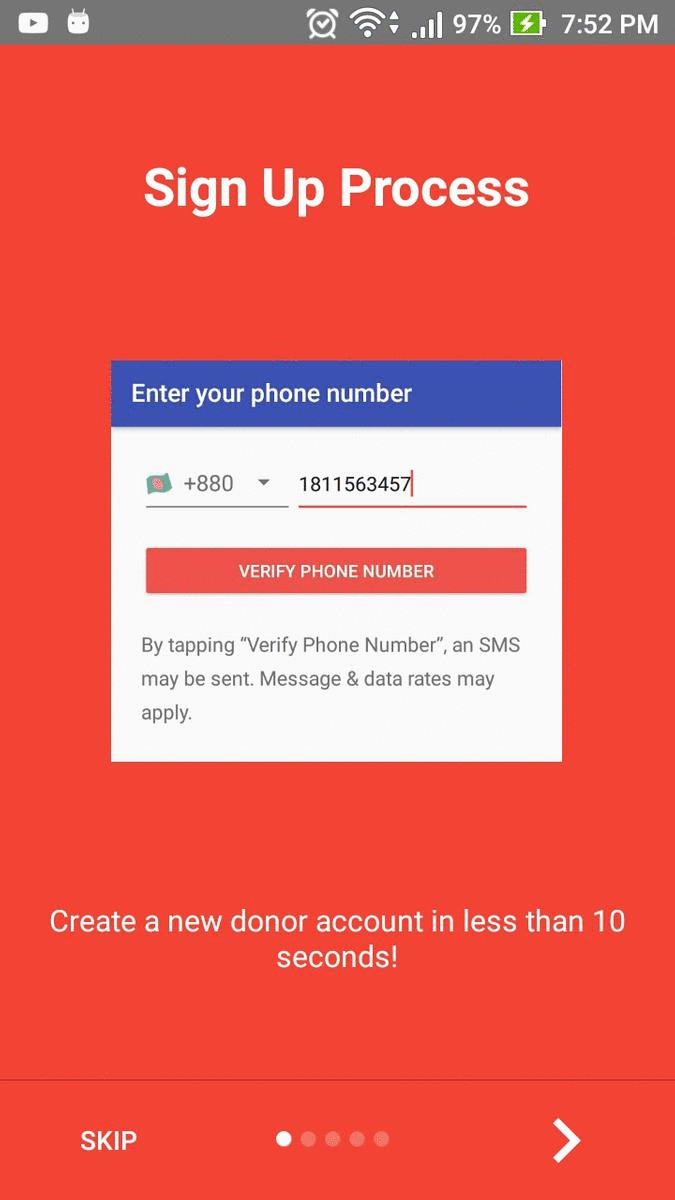 97% 7:52 PM
Sign Up Process
Enter your phone number
+880 1811563457
VERIFY PHONE NUMBER
By tapping “Verify Phone Number”, an SMS
may be sent. Message & data rates may
apply.
Create a new donor account in less than 10
seconds!
SKIP